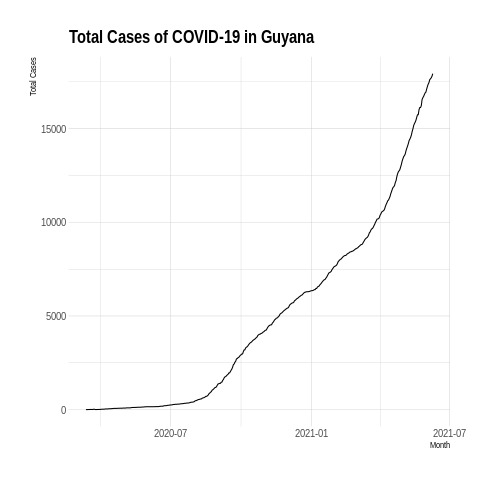 Total Cases of COVID-19 in Guyana
Total Cases
15000
10000
5000
0
2020-07
2021-01
2021-07
Month